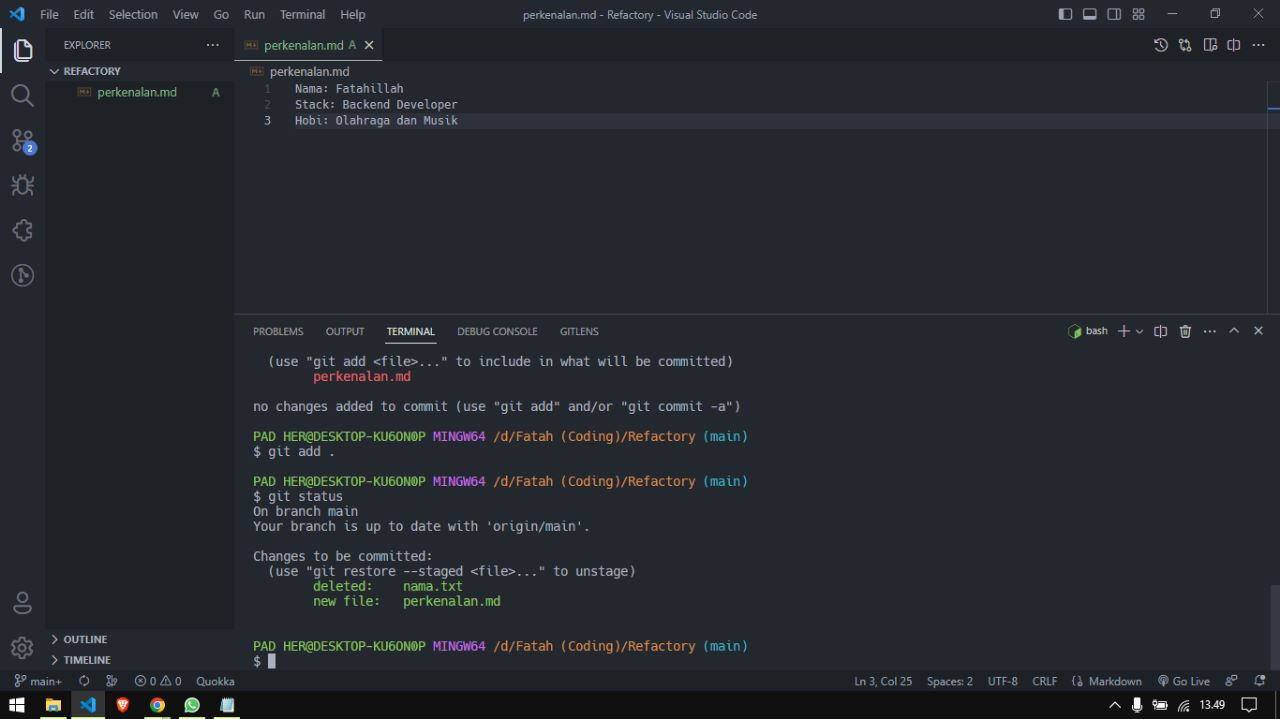 File Edit Selection View Go Run Terminal Help
perkenalan.md - Refactory - Visual Studio Code
EXPLORER
REFACTORY
perkenalan.md A
2
perkenalan.md A
perkenalan.md
1 Nama: Fatahillah
2 Stack: Backend Developer
3 Hobi: Olahraga dan Musik
PROBLEMS OUTPUT TERMINAL DEBUG CONSOLE GITLENS
bash
(use "git add <file>..." to include in what will be committed)
perkenalan.md
no changes added to commit (use "git add" and/or "git commit -a")
PAD HER@DESKTOP-KU6ON0P MINGW64 /d/Fatah (Coding)/Refactory (main)
$ git add .
PAD HER@DESKTOP-KU6ON0P MINGW64 /d/Fatah (Coding)/Refactory (main)
$ git status
On branch main
Your branch is up to date with 'origin/main'.
Changes to be committed:
(use "git restore --staged <file>..." to unstage)
deleted: nama.txt
new file: perkenalan.md
PAD HER@DESKTOP-KU6ON0P MINGW64 /d/Fatah (Coding)/Refactory (main)
$
OUTLINE
TIMELINE
main+ 0 0 Quokka
Ln 3, Col 25 Spaces: 2 UTF-8 CRLF Markdown Go Live
13.49